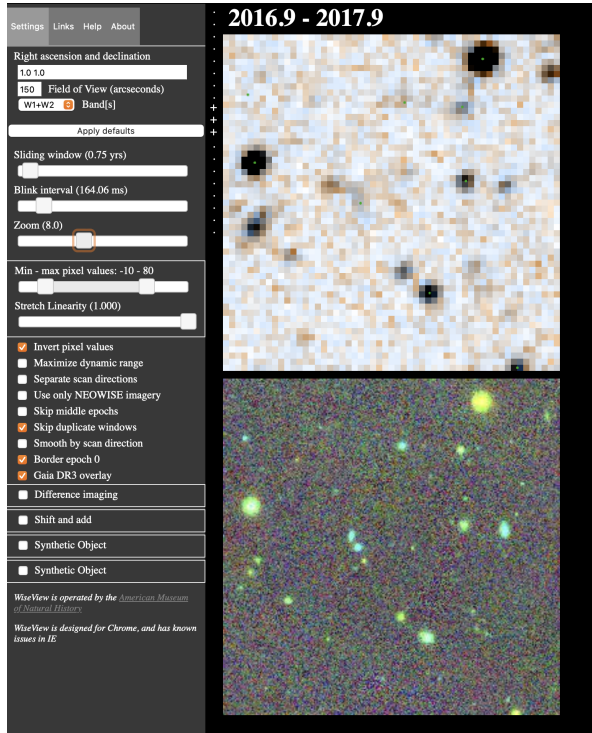 2016.9 - 2017.9
Settings Links Help About
Right ascension and declination
1.0 1.0
150 Field of View (arcseconds)
W1+W2 Band[s]
Apply defaults
Sliding window (0.75 yrs)
Blink interval (164.06 ms)
Zoom (8.0)
Min - max pixel values: -10 - 80
Stretch Linearity (1.000)
Invert pixel values
Maximize dynamic range
Separate scan directions
Use only NEOWISE imagery
Skip middle epochs
Skip duplicate windows
Smooth by scan direction
Border epoch 0
Gaia DR3 overlay
Difference imaging
Shift and add
Synthetic Object
Synthetic Object
WiseView is operated by the American Museum
of Natural History
WiseView is designed for Chrome, and has known
issues in IE